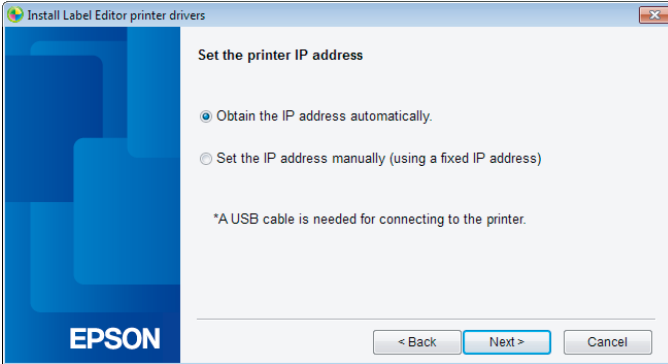 Install Label Editor printer drivers
Set the printer IP address
Obtain the IP address automatically.
Set the IP address manually (using a fixed IP address)
*A USB cable is needed for connecting to the printer.
EPSON
< Back
Next >
Cancel